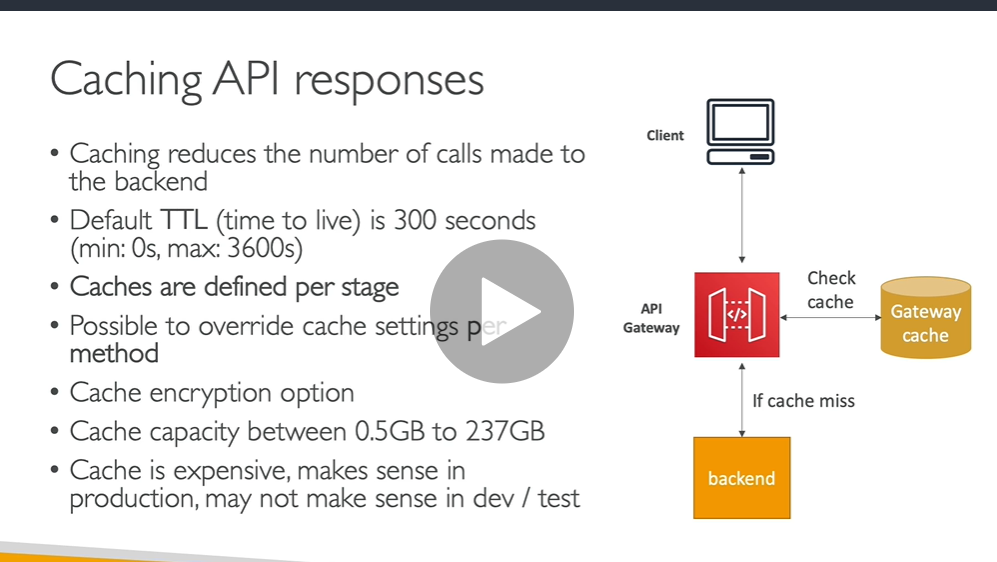 Caching API responses
• Caching reduces the number of calls made to
the backend
• Default TTL (time to live) is 300 seconds
(min: 0s, max: 3600s)
• Caches are defined per stage
• Possible to override cache settings per
method
• Cache encryption option
• Cache capacity between 0.5GB to 237GB
• Cache is expensive, makes sense in
production, may not make sense in dev / test
Client
API
Gateway
</>
Check
cache
Gateway
cache
If cache miss
backend